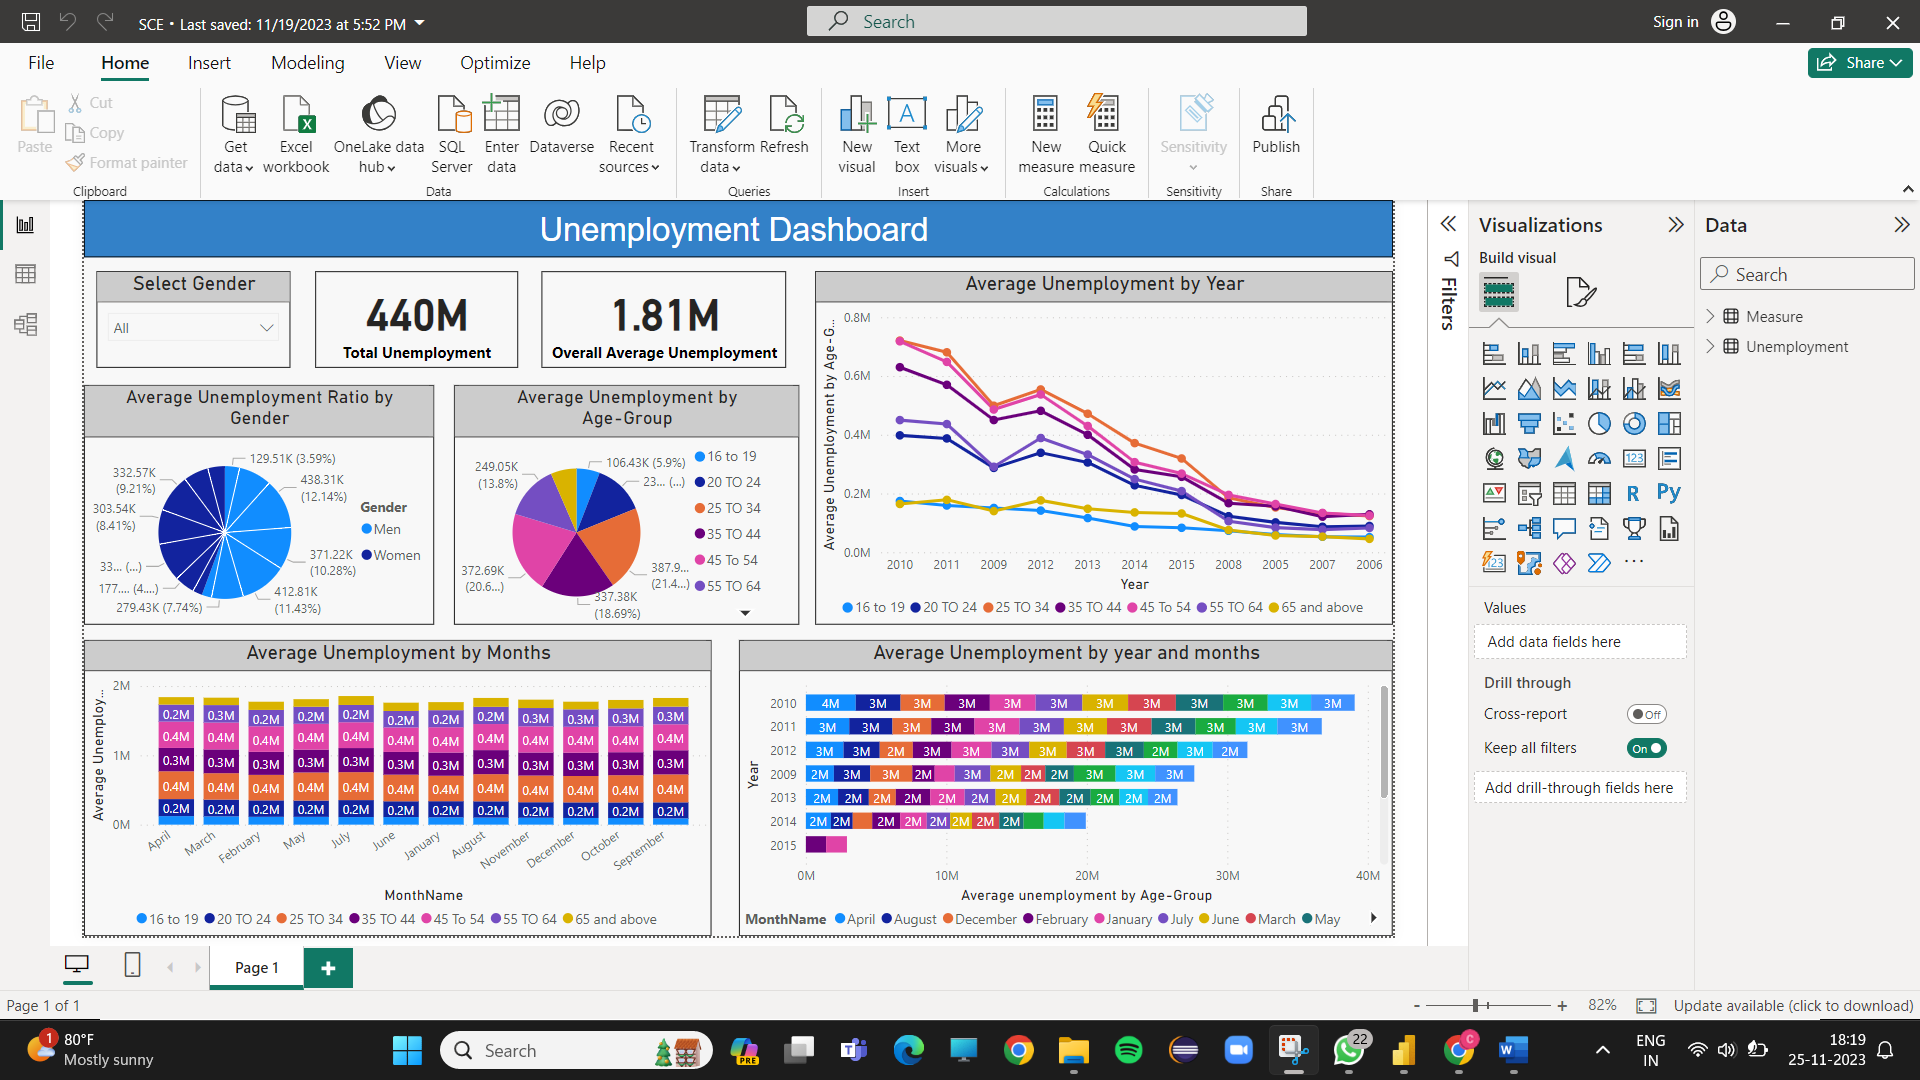 SCE • Last saved: 11/19/2023 at 5:52 PM
Search
Sign in
File Home Insert Modeling View Optimize Help
Share
Paste
Cut
Copy
Format painter
Clipboard
Get data
Excel workbook
OneLake data hub
SQL Server
Enter data
Dataverse
Recent sources
Data
Transform data
Refresh
Queries
New visual
Text box
More visuals
Insert
New measure
Quick measure
Calculations
Sensitivity
Sensitivity
Publish
Share
Unemployment Dashboard
Select Gender
All
440M
Total Unemployment
1.81M
Overall Average Unemployment
Average Unemployment Ratio by
Gender
129.51K (3.59%)
438.31K
(12.14%)
371.22K
(10.28%)
412.81K
(11.43%)
279.43K (7.74%)
177.... (4....)
33... (...)
303.54K
(8.41%)
332.57K
(9.21%)
Gender
Men
Women
Average Unemployment by
Age-Group
106.43K (5.9%)
23... (...)
387.9...
(21.4...)
337.38K
(18.69%)
372.69K
(20.6...)
249.05K
(13.8%)
16 to 19
20 TO 24
25 TO 34
35 TO 44
45 To 54
55 TO 64
Average Unemployment by Year
Average Unemployment by Age-G...
0.8M
0.6M
0.4M
0.2M
0.0M
2010 2011 2009 2012 2013 2014 2015 2008 2005 2007 2006
Year
16 to 19 20 TO 24 25 TO 34 35 TO 44 45 To 54 55 TO 64 65 and above
Average Unemployment by Months
Average Unemploy...
2M
1M
0M
0.2M 0.3M 0.2M 0.2M 0.2M 0.2M 0.2M 0.2M 0.3M 0.3M 0.3M 0.3M
0.4M 0.4M 0.4M 0.4M 0.4M 0.4M 0.4M 0.4M 0.4M 0.4M 0.4M 0.4M
0.3M 0.3M 0.3M 0.3M 0.3M 0.3M 0.3M 0.3M 0.3M 0.3M 0.3M 0.3M
0.4M 0.4M 0.4M 0.4M 0.4M 0.4M 0.4M 0.4M 0.4M 0.4M 0.4M 0.4M
0.2M 0.2M 0.2M 0.2M 0.2M 0.2M 0.2M 0.2M 0.2M 0.2M 0.2M 0.2M
April March February May July June January August November December October September
MonthName
16 to 19 20 TO 24 25 TO 34 35 TO 44 45 To 54 55 TO 64 65 and above
Average Unemployment by year and months
Year
2010 4M 3M 3M 3M 3M 3M 3M 3M 3M 3M 3M 3M
2011 3M 3M 3M 3M 3M 3M 3M 3M 3M 3M 3M 3M
2012 3M 3M 2M 3M 3M 3M 3M 3M 3M 2M 3M 2M
2009 2M 3M 3M 2M 3M 2M 2M 2M 3M 3M 3M
2013 2M 2M 2M 2M 2M 2M 2M 2M 2M 2M 2M 2M
2014 2M 2M 2M 2M 2M 2M 2M 2M
2015
0M 10M 20M 30M 40M
Average unemployment by Age-Group
MonthName April August December February January July June March May
Filters
Visualizations
Build visual
R Py
123
123
Values
Add data fields here
Drill through
Cross-report
Off
Keep all filters
On
Add drill-through fields here
Data
Search
Measure
Unemployment
Page 1
Page 1 of 1
- + 82%
Update available (click to download)
1
80°F
Mostly sunny
Search
PRE
22
C
ENG
IN
18:19
25-11-2023